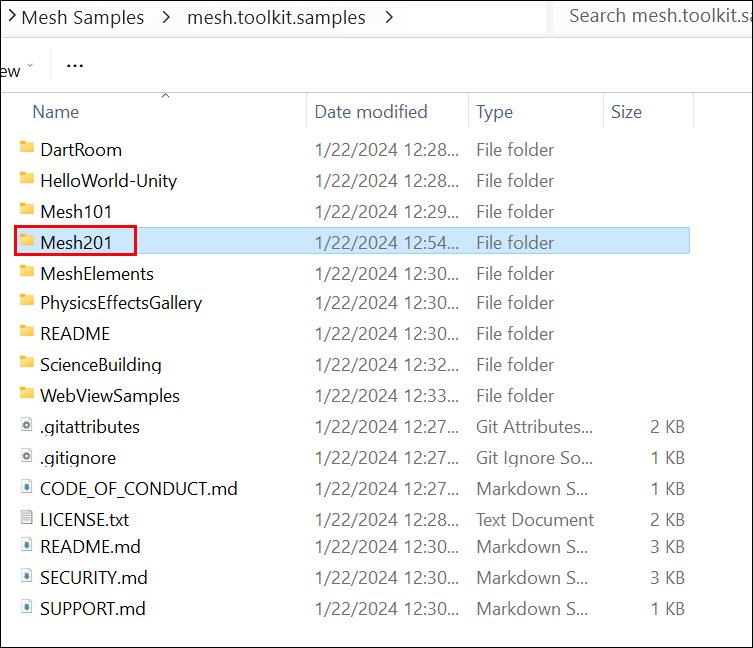 Mesh Samples > mesh.toolkit.samples > Search mesh.toolkit.sa
ew ...
Name Date modified Type Size
DartRoom 1/22/2024 12:28... File folder
HelloWorld-Unity 1/22/2024 12:28... File folder
Mesh101 1/22/2024 12:29... File folder
Mesh201 1/22/2024 12:54... File folder
MeshElements 1/22/2024 12:30... File folder
PhysicsEffectsGallery 1/22/2024 12:30... File folder
README 1/22/2024 12:30... File folder
ScienceBuilding 1/22/2024 12:32... File folder
WebViewSamples 1/22/2024 12:33... File folder
.gitattributes 1/22/2024 12:27... Git Attributes... 2 KB
.gitignore 1/22/2024 12:27... Git Ignore So... 1 KB
CODE_OF_CONDUCT.md 1/22/2024 12:27... Markdown S... 1 KB
LICENSE.txt 1/22/2024 12:28... Text Document 2 KB
README.md 1/22/2024 12:30... Markdown S... 3 KB
SECURITY.md 1/22/2024 12:30... Markdown S... 3 KB
SUPPORT.md 1/22/2024 12:30... Markdown S... 1 KB